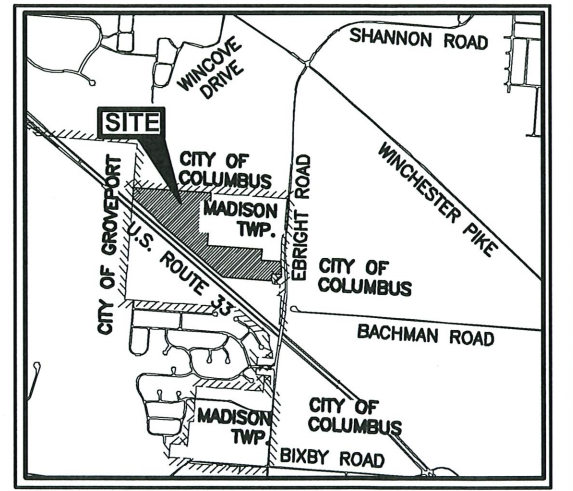 SHANNON ROAD
WINCOVE
DRIVE
SITE
CITY OF
COLUMBUS
WINCHESTER PIKE
CITY OF GROVEPORT
MADISON
TWP.
EBRIGHT ROAD
U.S. ROUTE 33
CITY OF
COLUMBUS
BACHMAN ROAD
CITY OF
COLUMBUS
MADISON
TWP.
BIXBY ROAD